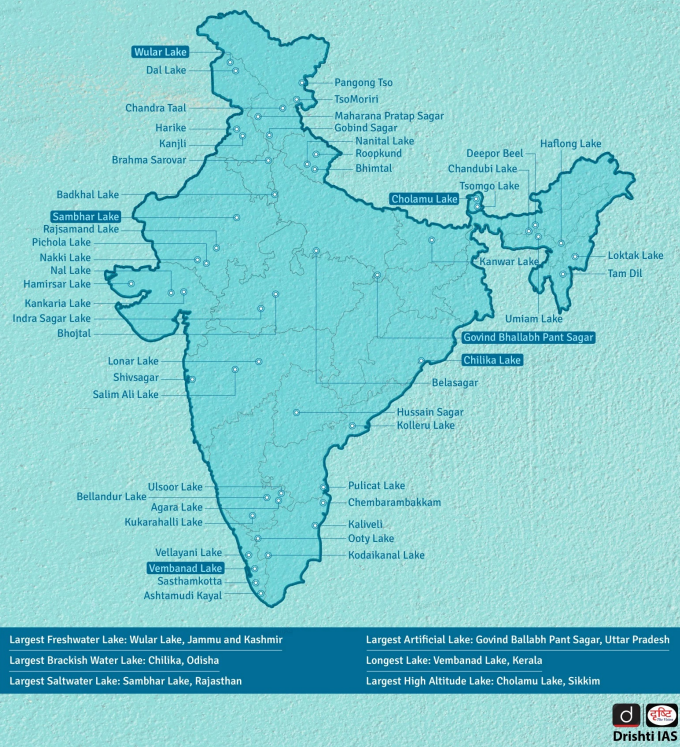 Wular Lake
Dal Lake
Chandra Taal
Harike
Kanjli
Brahma Sarovar
Badkhal Lake
Sambhar Lake
Rajsamand Lake
Pichola Lake
Nakki Lake
Nal Lake
Hamirsar Lake
Kankaria Lake
Indra Sagar Lake
Bhojtal
Lonar Lake
Shivsagar
Salim Ali Lake
Ulsoor Lake
Bellandur Lake
Agara Lake
Kukarahalli Lake
Vellayani Lake
Vembanad Lake
Sasthamkotta
Ashtamudi Kayal
Pangong Tso
TsoMoriri
Maharana Pratap Sagar
Gobind Sagar
Nanital Lake
Roopkund
Bhimtal
Haflong Lake
Deepor Beel
Chandubi Lake
Tsomgo Lake
Cholamu Lake
Kanwar Lake
Loktak Lake
Tam Dil
Umiam Lake
Govind Bhallabh Pant Sagar
Chilika Lake
Belasagar
Hussain Sagar
Kolleru Lake
Pulicat Lake
Chembarambakkam
Kaliveli
Ooty Lake
Kodaikanal Lake
Largest Freshwater Lake: Wular Lake, Jammu and Kashmir
Largest Brackish Water Lake: Chilika, Odisha
Largest Saltwater Lake: Sambhar Lake, Rajasthan
Largest Artificial Lake: Govind Ballabh Pant Sagar, Uttar Pradesh
Longest Lake: Vembanad Lake, Kerala
Largest High Altitude Lake: Cholamu Lake, Sikkim
d
दृष्टि
Drishti IAS